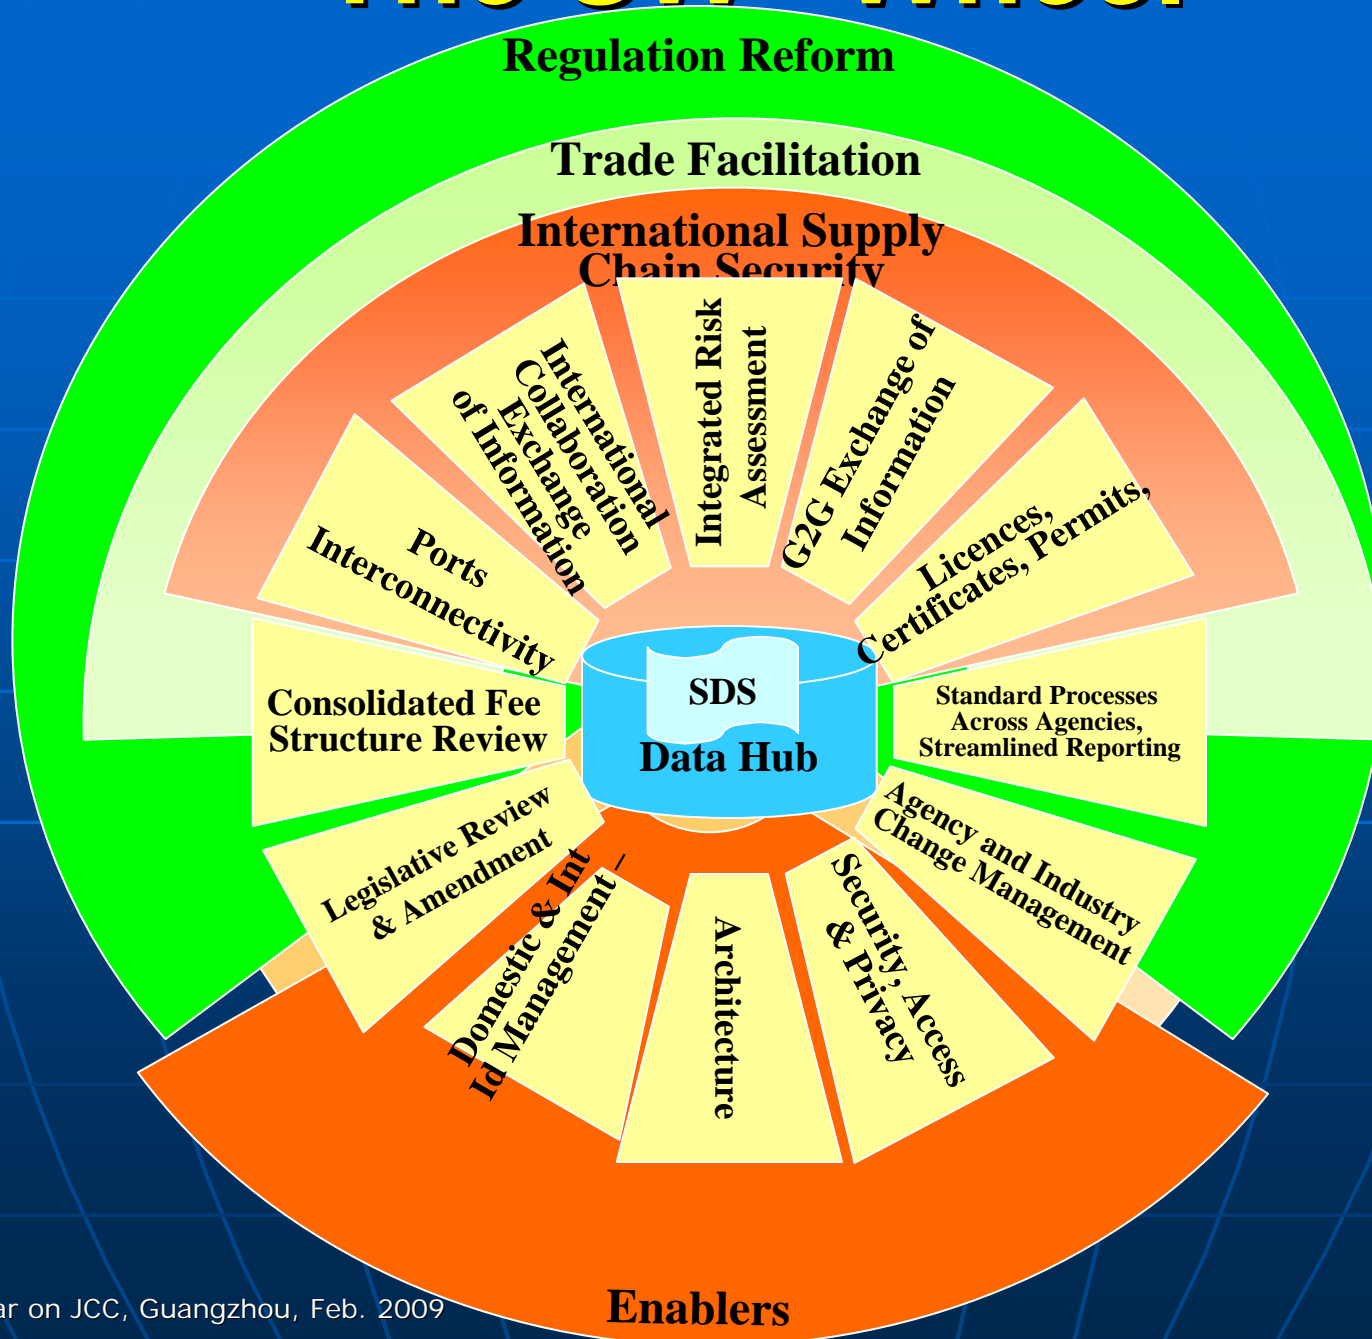 The SW "Wheel"
Regulation Reform
Trade Facilitation
International Supply
Chain Security
International
Collaboration
Exchange
of Information
Integrated Risk
Assessment
G2G Exchange of
Information
Licences,
Certificates, Permits,
Ports
Interconnectivity
Consolidated Fee
Structure Review
SDS
Data Hub
Standard Processes
Across Agencies,
Streamlined Reporting
Legislative Review
& Amendment
Agency and Industry
Change Management
Domestic & Int
Id Management –
Architecture
Security, Access
& Privacy
Enablers
ar on JCC, Guangzhou, Feb. 2009